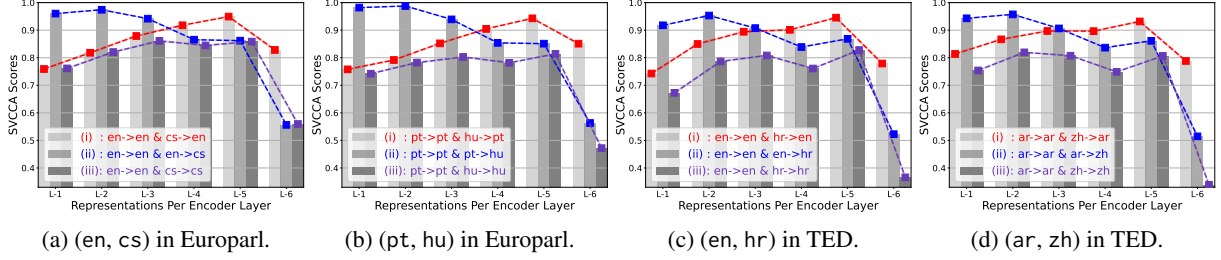 SVCCA Scores
1.0
0.9
0.8
0.7
0.6
0.5
0.4
(i) : en->en & cs->en
(ii) : en->en & en->cs
(iii): en->en & cs->cs
L-1 L-2 L-3 L-4 L-5 L-6
Representations Per Encoder Layer
(a) (en, cs) in Europarl.
SVCCA Scores
1.0
0.9
0.8
0.7
0.6
0.5
0.4
(i) : pt->pt & hu->pt
(ii) : pt->pt & pt->hu
(iii): pt->pt & hu->hu
L-1 L-2 L-3 L-4 L-5 L-6
Representations Per Encoder Layer
(b) (pt, hu) in Europarl.
SVCCA Scores
1.0
0.9
0.8
0.7
0.6
0.5
0.4
(i) : en->en & hr->en
(ii) : en->en & en->hr
(iii): en->en & hr->hr
L-1 L-2 L-3 L-4 L-5 L-6
Representations Per Encoder Layer
(c) (en, hr) in TED.
SVCCA Scores
1.0
0.9
0.8
0.7
0.6
0.5
0.4
(i) : ar->ar & zh->ar
(ii) : ar->ar & ar->zh
(iii): ar->ar & zh->zh
L-1 L-2 L-3 L-4 L-5 L-6
Representations Per Encoder Layer
(d) (ar, zh) in TED.